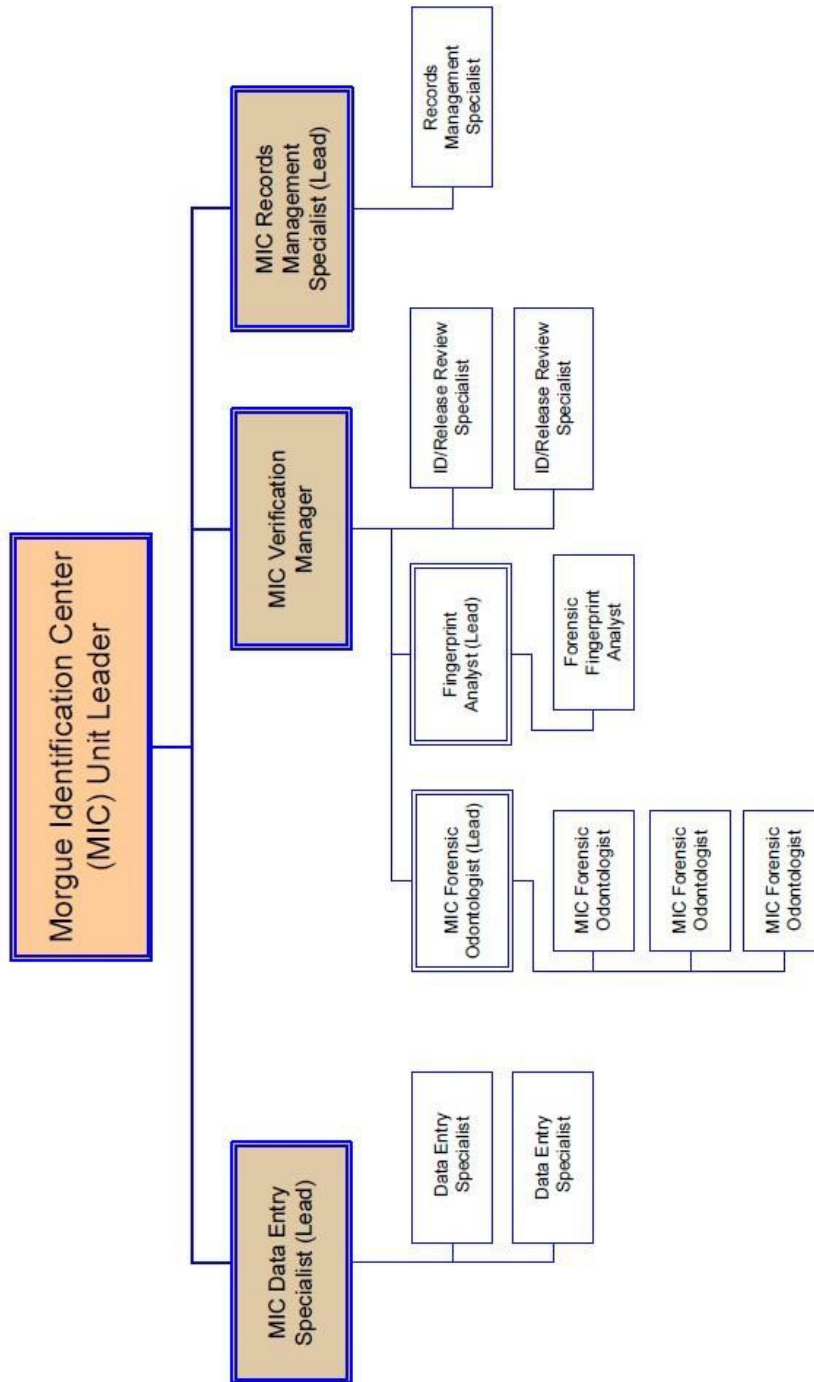 Morgue Identification Center
(MIC) Unit Leader
MIC Data Entry
Specialist (Lead)
Data Entry
Specialist
Data Entry
Specialist
MIC Verification
Manager
MIC Forensic
Odontologist (Lead)
MIC Forensic
Odontologist
MIC Forensic
Odontologist
MIC Forensic
Odontologist
Fingerprint
Analyst (Lead)
Forensic
Fingerprint
Analyst
ID/Release Review
Specialist
ID/Release Review
Specialist
MIC Records
Management
Specialist (Lead)
Records
Management
Specialist